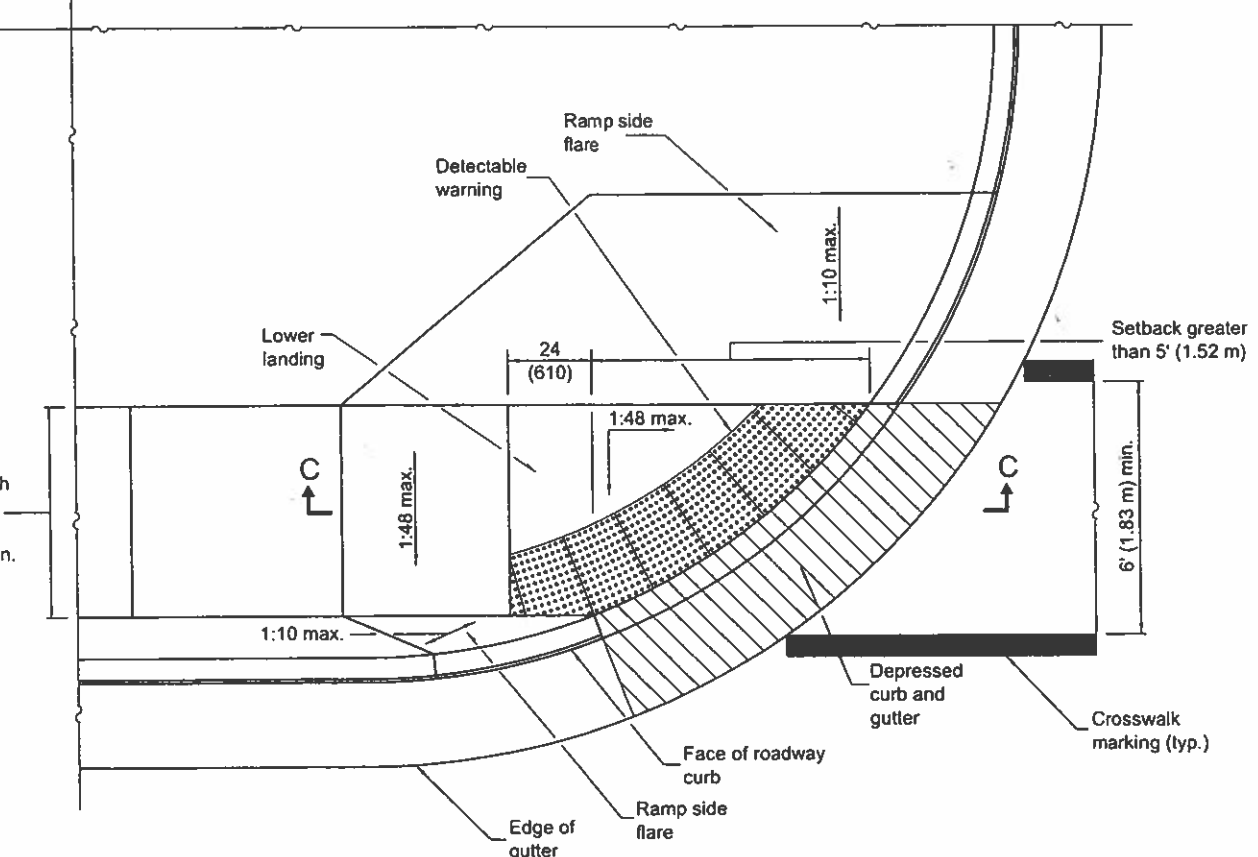 Ramp side
flare
Detectable
warning
1:10 max.
Lower
landing
24
(610)
Setback greater
than 5' (1.52 m)
1:48 max.
C
1:48 max.
C
6' (1.83 m) min.
1:10 max.
Depressed
curb and
gutter
Crosswalk
marking (typ.)
Face of roadway
curb
Ramp side
flare
Edge of
gutter